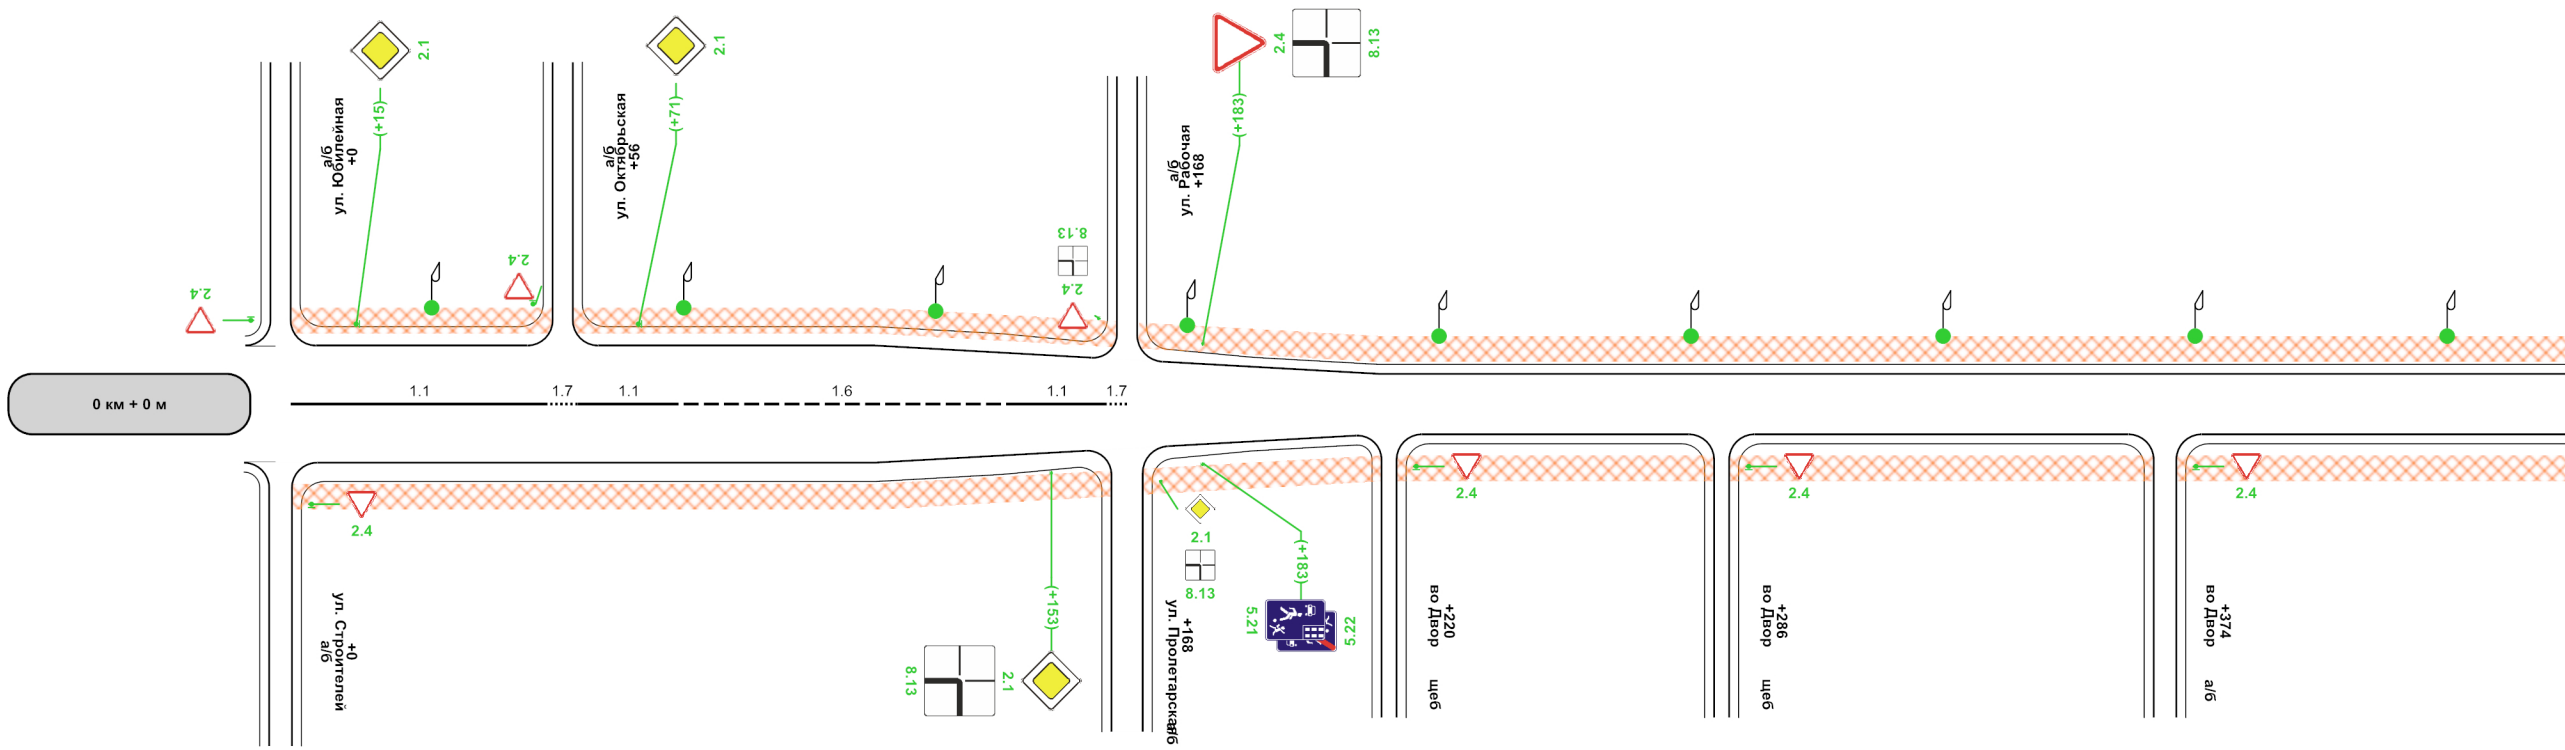 2.1
2.1
2.4
8.13
(+15)
(+71)
(+183)
ул. Юбилейная
а/б
+0
ул. Октябрьская
а/б
+56
ул. Рабочая
а/б
+168
2.4
2.4
8.13
2.4
0 км + 0 м
1.1
1.7
1.1
1.6
1.1
1.7
2.4
2.4
2.4
2.4
2.1
8.13
(+153)
(+183)
8.13
2.1
5.21
5.22
+0
ул. Строителей
а/б
+168
ул. Пролетарская
а/б
+220
во Двор
щеб
+286
во Двор
щеб
+374
во Двор
а/б